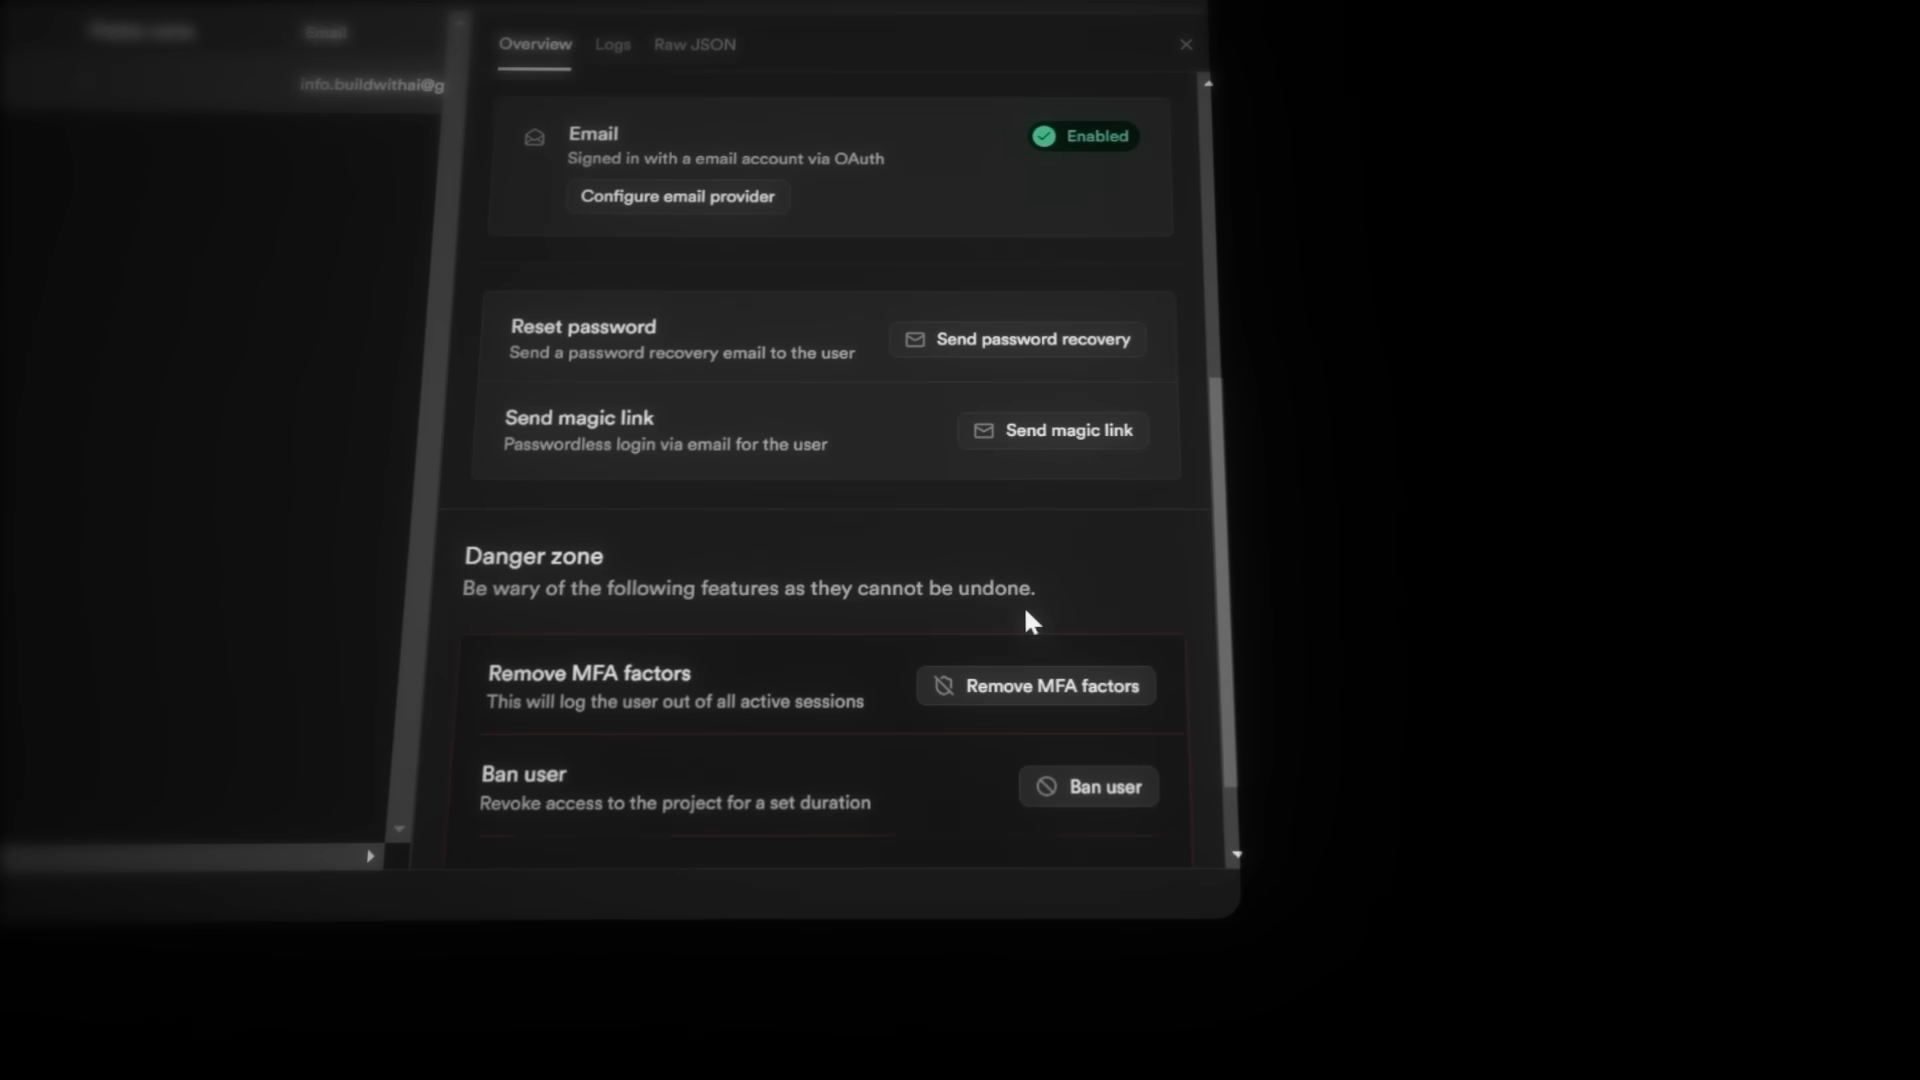 Email
info.buildwithai@g
Overview
Logs
Raw JSON
Email
Signed in with a email account via OAuth
Enabled
Configure email provider
Reset password
Send a password recovery email to the user
Send password recovery
Send magic link
Passwordless login via email for the user
Send magic link
Danger zone
Be wary of the following features as they cannot be undone.
Remove MFA factors
This will log the user out of all active sessions
Remove MFA factors
Ban user
Revoke access to the project for a set duration
Ban user